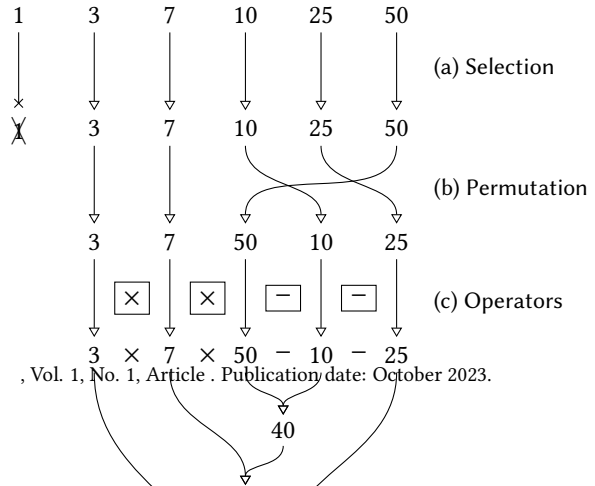 1 3 7 10 25 50
(a) Selection
1 3 7 10 25 50
(b) Permutation
3 7 50 10 25
× × − −
(c) Operators
3 × 7 × 50 − 10 − 25
, Vol. 1, No. 1, Article . Publication date: October 2023.
40